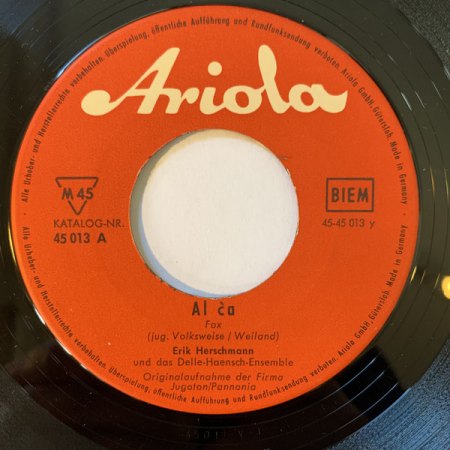 Alle Urheber- und Herstellerrechte vorbehalten. Überspielung, öffentliche Aufführung und Rundfunksendung verboten. Ariola GmbH, Gütersloh. Made in Germany
Ariola
M 45
KATALOG-NR.
45 013 A
BIEM
45-45 013 y
Al ča
Fox
(jug. Volksweise / Weiland)
Erik Herschmann
und das Delle-Haensch-Ensemble
Originalaufnahme der Firma
Jugoton/Pannonia
Alle Urheber- und Herstellerrechte vorbehalten. Überspielung, öffentliche Aufführung und Rundfunksendung verboten. Ariola GmbH, Gütersloh. Made in Germany